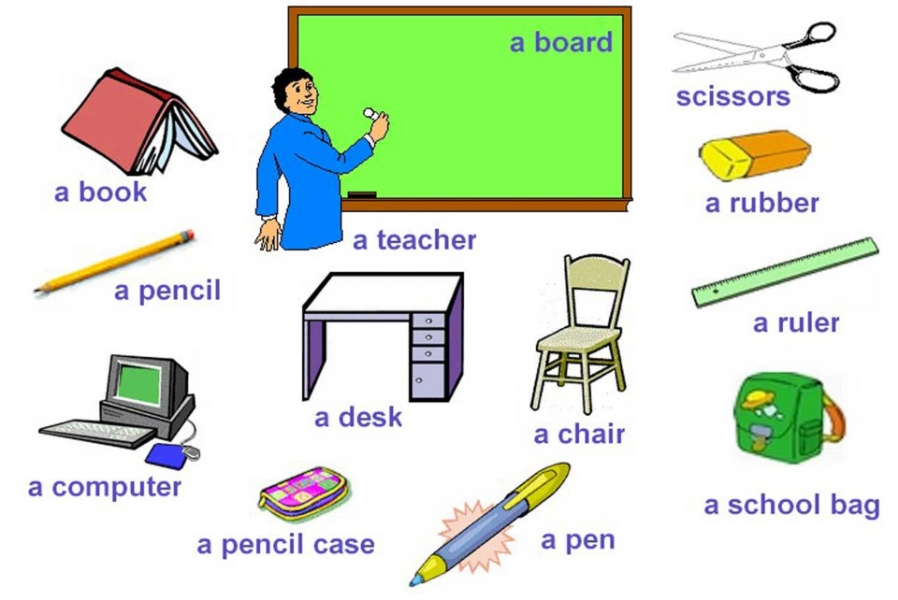 a board
scissors
a book
a rubber
a teacher
a pencil
a ruler
a desk
a chair
a computer
a school bag
a pencil case
a pen